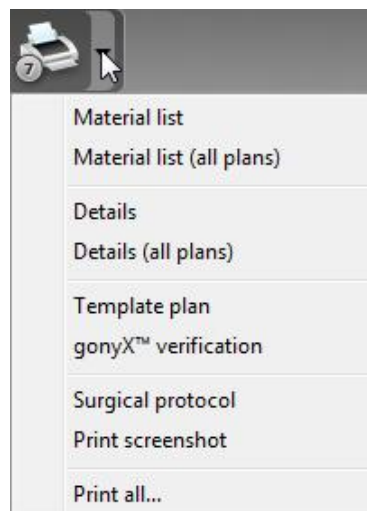 7
Material list
Material list (all plans)
Details
Details (all plans)
Template plan
gonyX™ verification
Surgical protocol
Print screenshot
Print all...